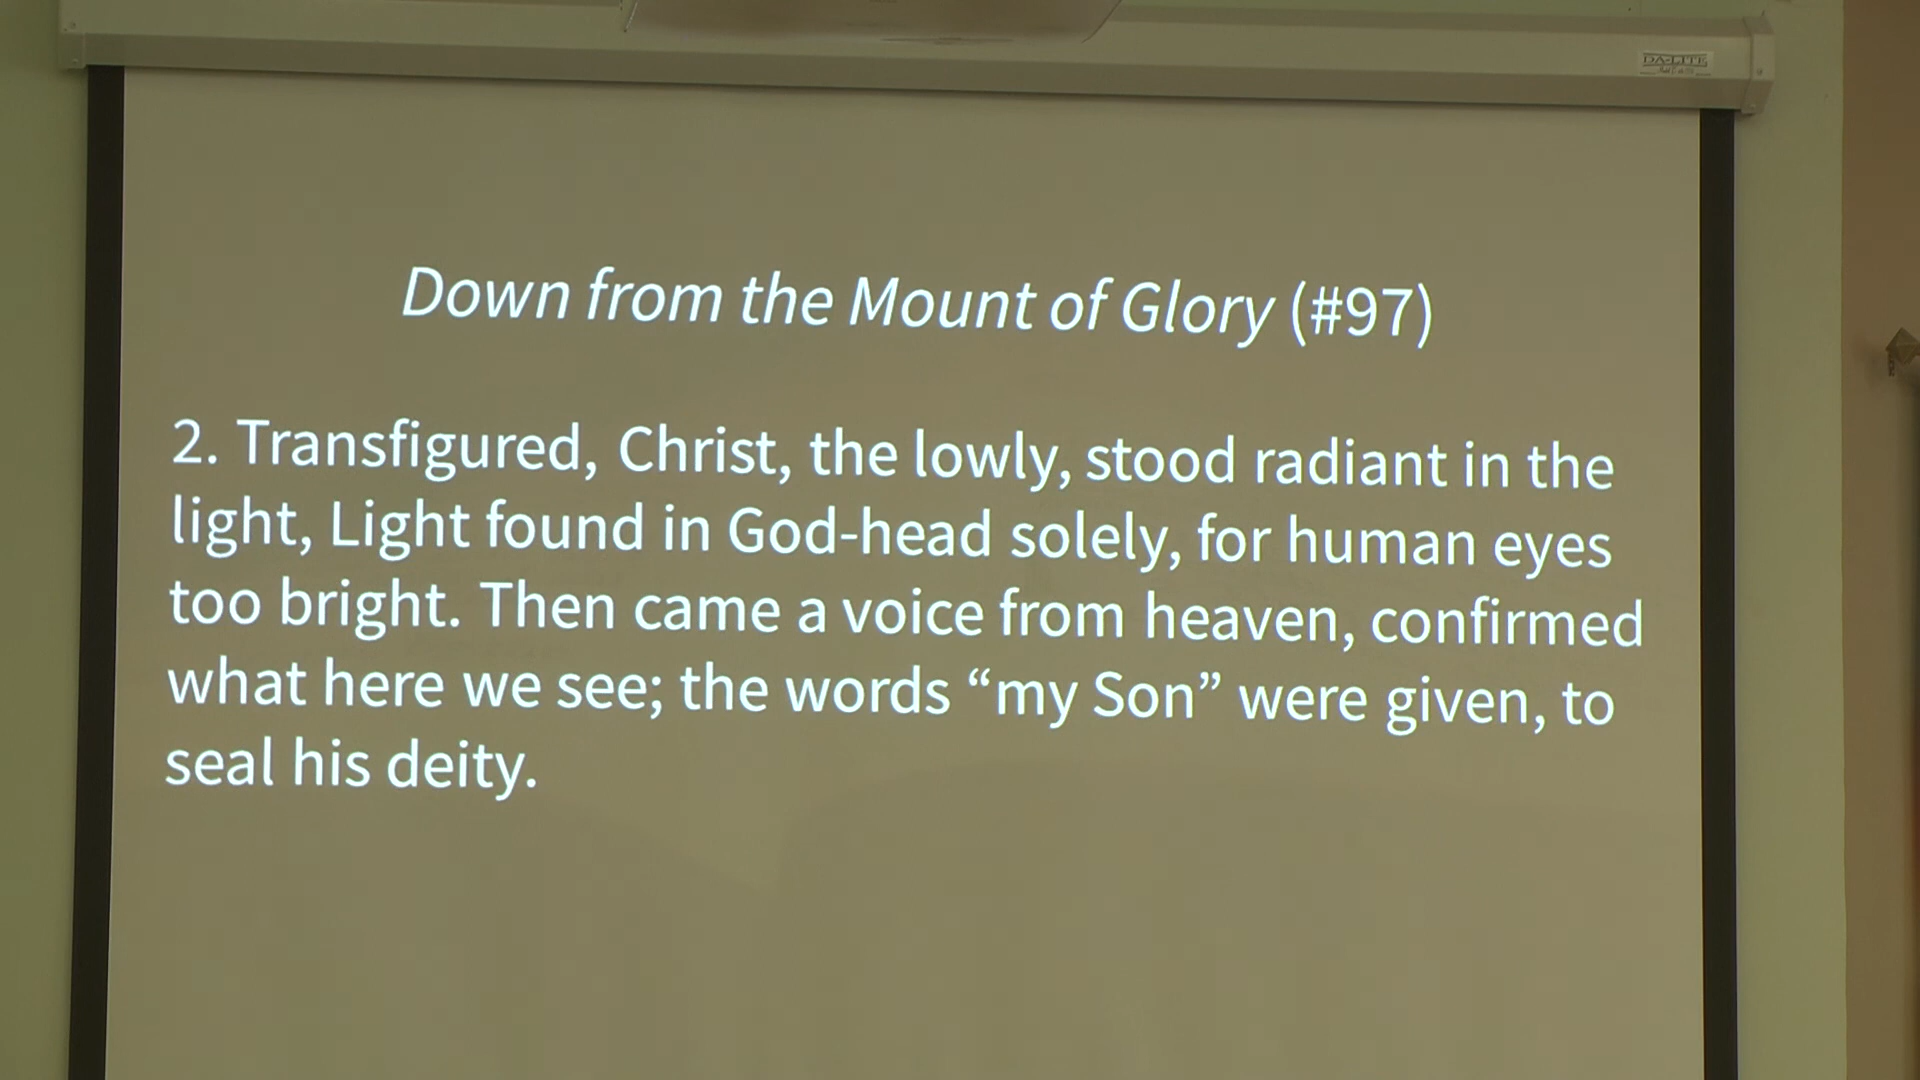 DA-LITE
Down from the Mount of Glory (#97)
2. Transfigured, Christ, the lowly, stood radiant in the
light, Light found in God-head solely, for human eyes
too bright. Then came a voice from heaven, confirmed
what here we see; the words “my Son” were given, to
seal his deity.